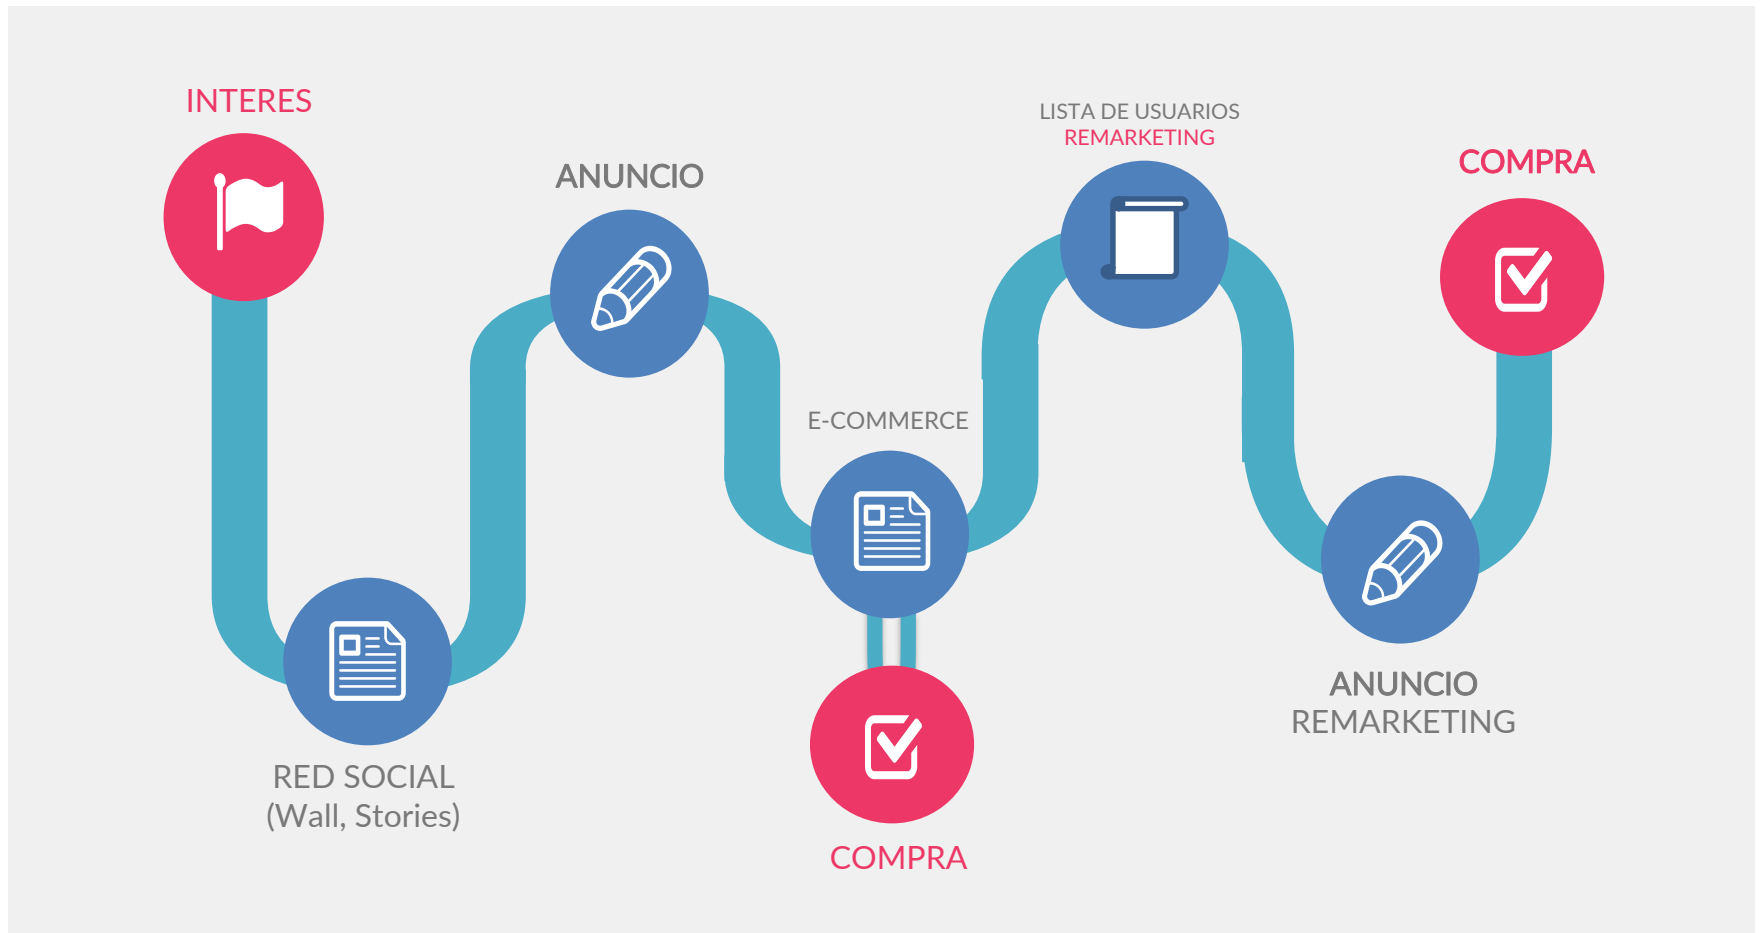 INTERES
RED SOCIAL
(Wall, Stories)
ANUNCIO
E-COMMERCE
COMPRA
LISTA DE USUARIOS
REMARKETING
ANUNCIO
REMARKETING
COMPRA